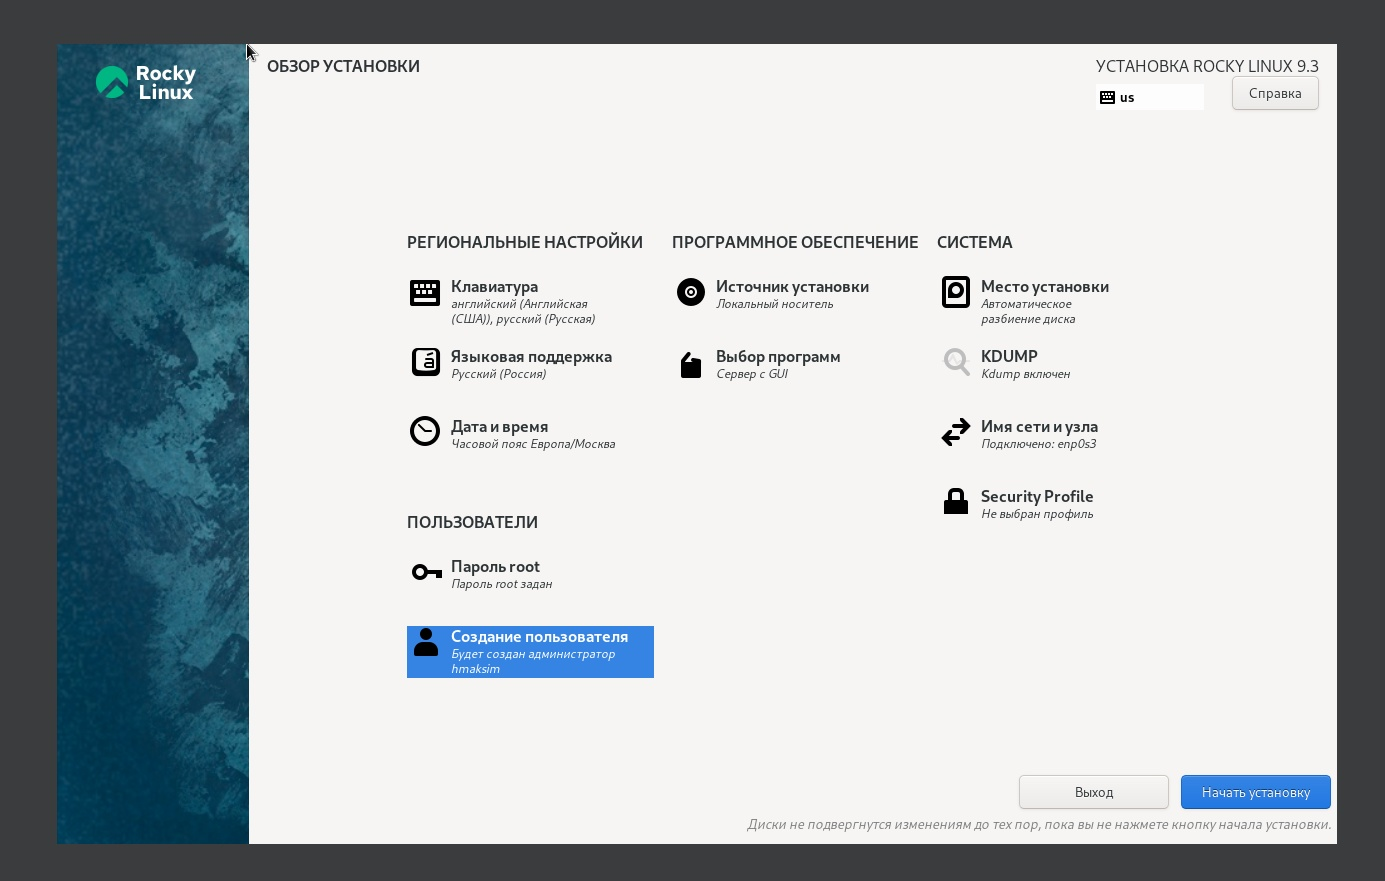 Rocky
Linux
ОБЗОР УСТАНОВКИ
УСТАНОВКА ROCKY LINUX 9.3
us
Справка
РЕГИОНАЛЬНЫЕ НАСТРОЙКИ
Клавиатура
английский (Английская
(США)), русский (Русская)
Языковая поддержка
Русский (Россия)
Дата и время
Часовой пояс Европа/Москва
ПРОГРАММНОЕ ОБЕСПЕЧЕНИЕ
Источник установки
Локальный носитель
Выбор программ
Сервер с GUI
СИСТЕМА
Место установки
Автоматическое
разбиение диска
KDUMP
Kdump включен
Имя сети и узла
Подключено: enp0s3
Security Profile
Не выбран профиль
ПОЛЬЗОВАТЕЛИ
Пароль root
Пароль root задан
Создание пользователя
Будет создан администратор
hmaksim
Выход
Начать установку
Диски не подвергнутся изменениям до тех пор, пока вы не нажмете кнопку начала установки.